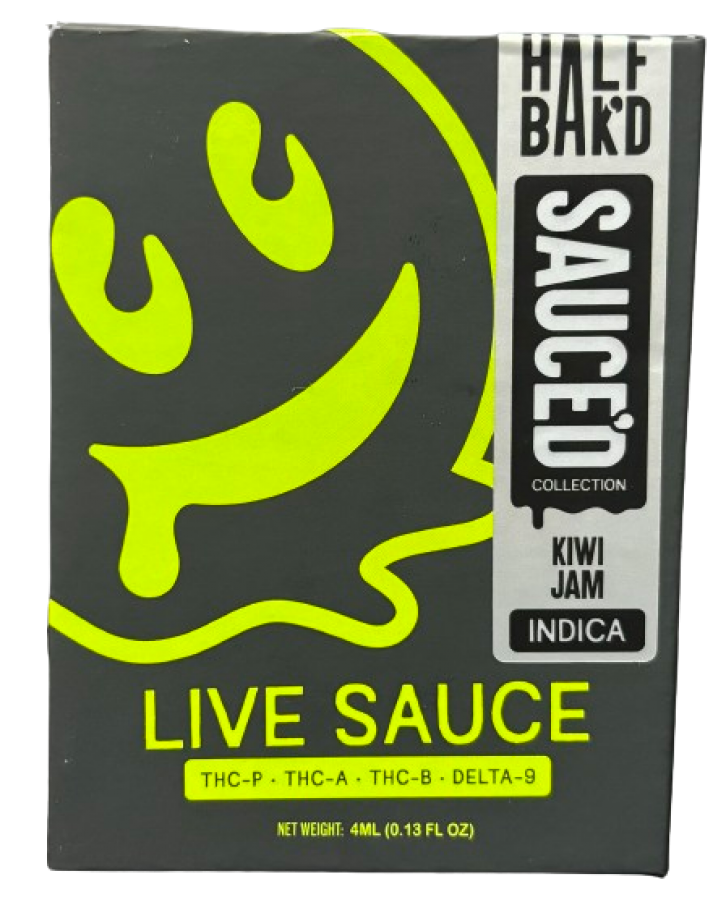 HALF
BAK'D
SAUCE'D
COLLECTION
KIWI
JAM
INDICA
LIVE SAUCE
THC-P · THC-A · THC-B · DELTA-9
NET WEIGHT: 4ML (0.13 FL OZ)